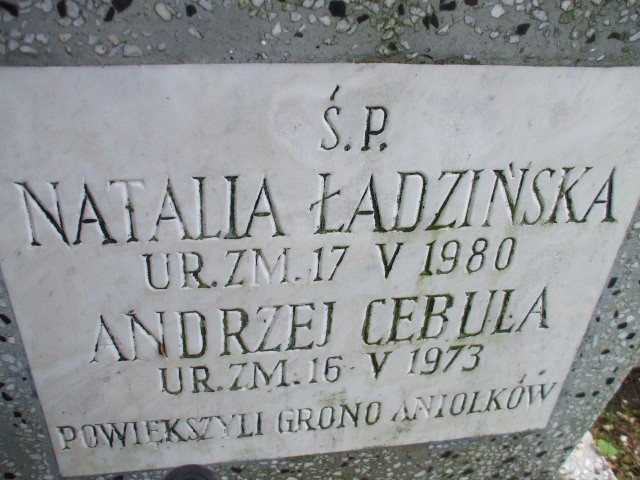 Ś.P.
NATALIA ŁADZIŃSKA
UR.ZM. 17 V 1980
ANDRZEJ CEBULA
UR.ZM. 16 V 1973
POWIĘKSZYLI GRONO ANIOŁKÓW